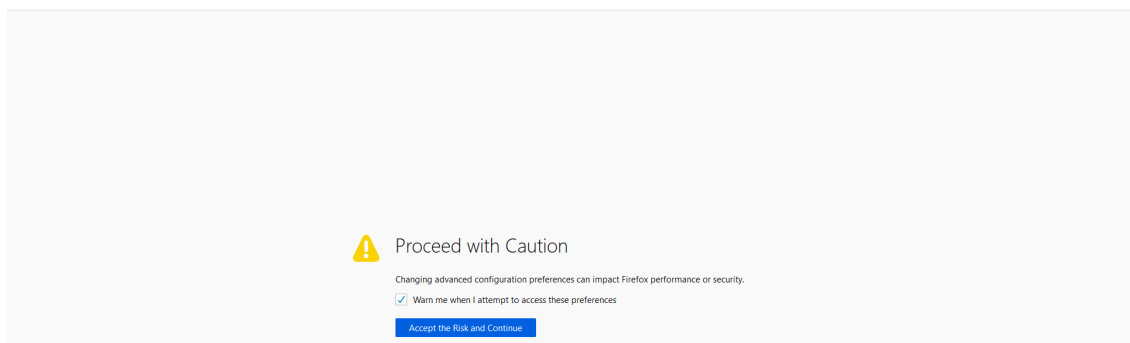 Proceed with Caution
Changing advanced configuration preferences can impact Firefox performance or security.
Warn me when I attempt to access these preferences
Accept the Risk and Continue